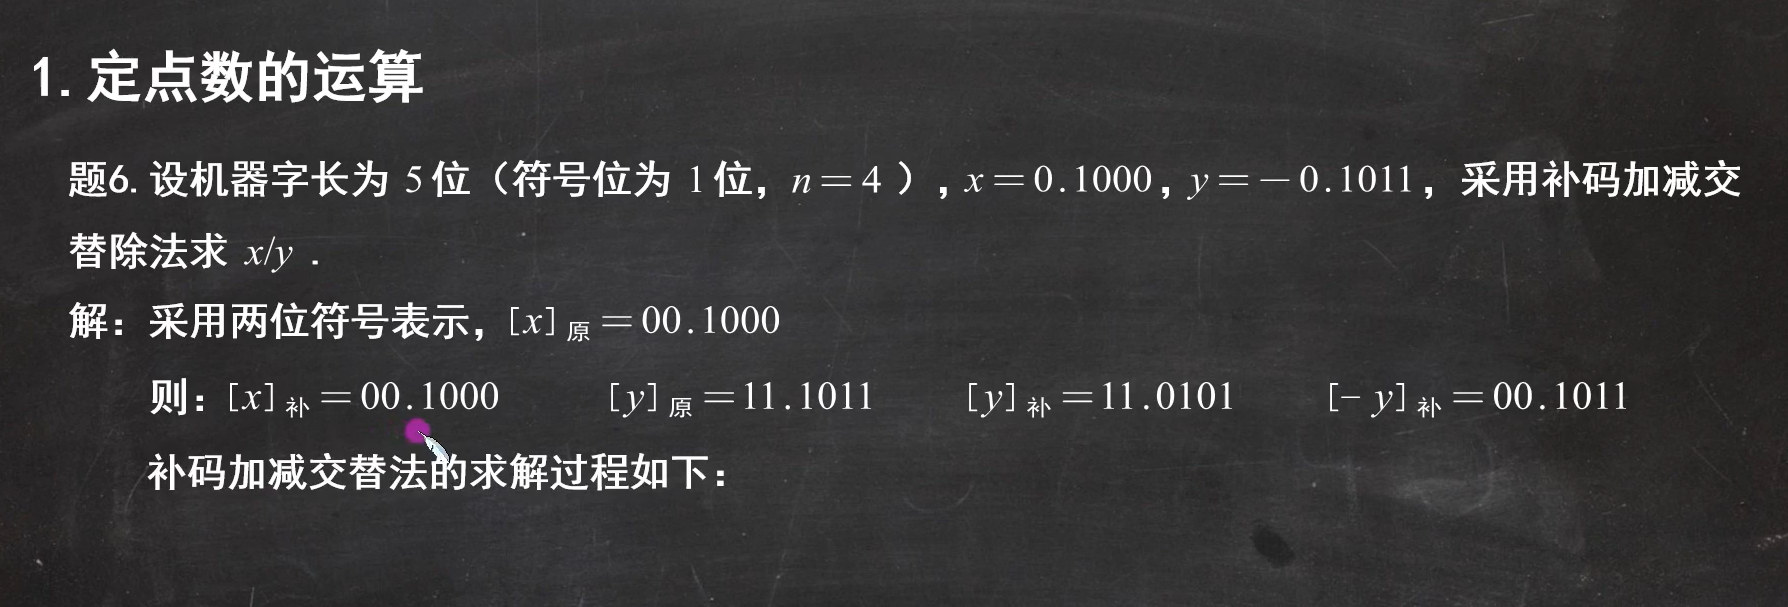 1. 定点数的运算
题6. 设机器字长为 5 位（符号位为 1 位，n＝4），x＝0.1000，y＝－0.1011，采用补码加减交
替除法求 x/y .
解：采用两位符号表示，[x]原＝00.1000
则：[x]补＝00.1000 [y]原＝11.1011 [y]补＝11.0101 [－y]补＝00.1011
补码加减交替法的求解过程如下：